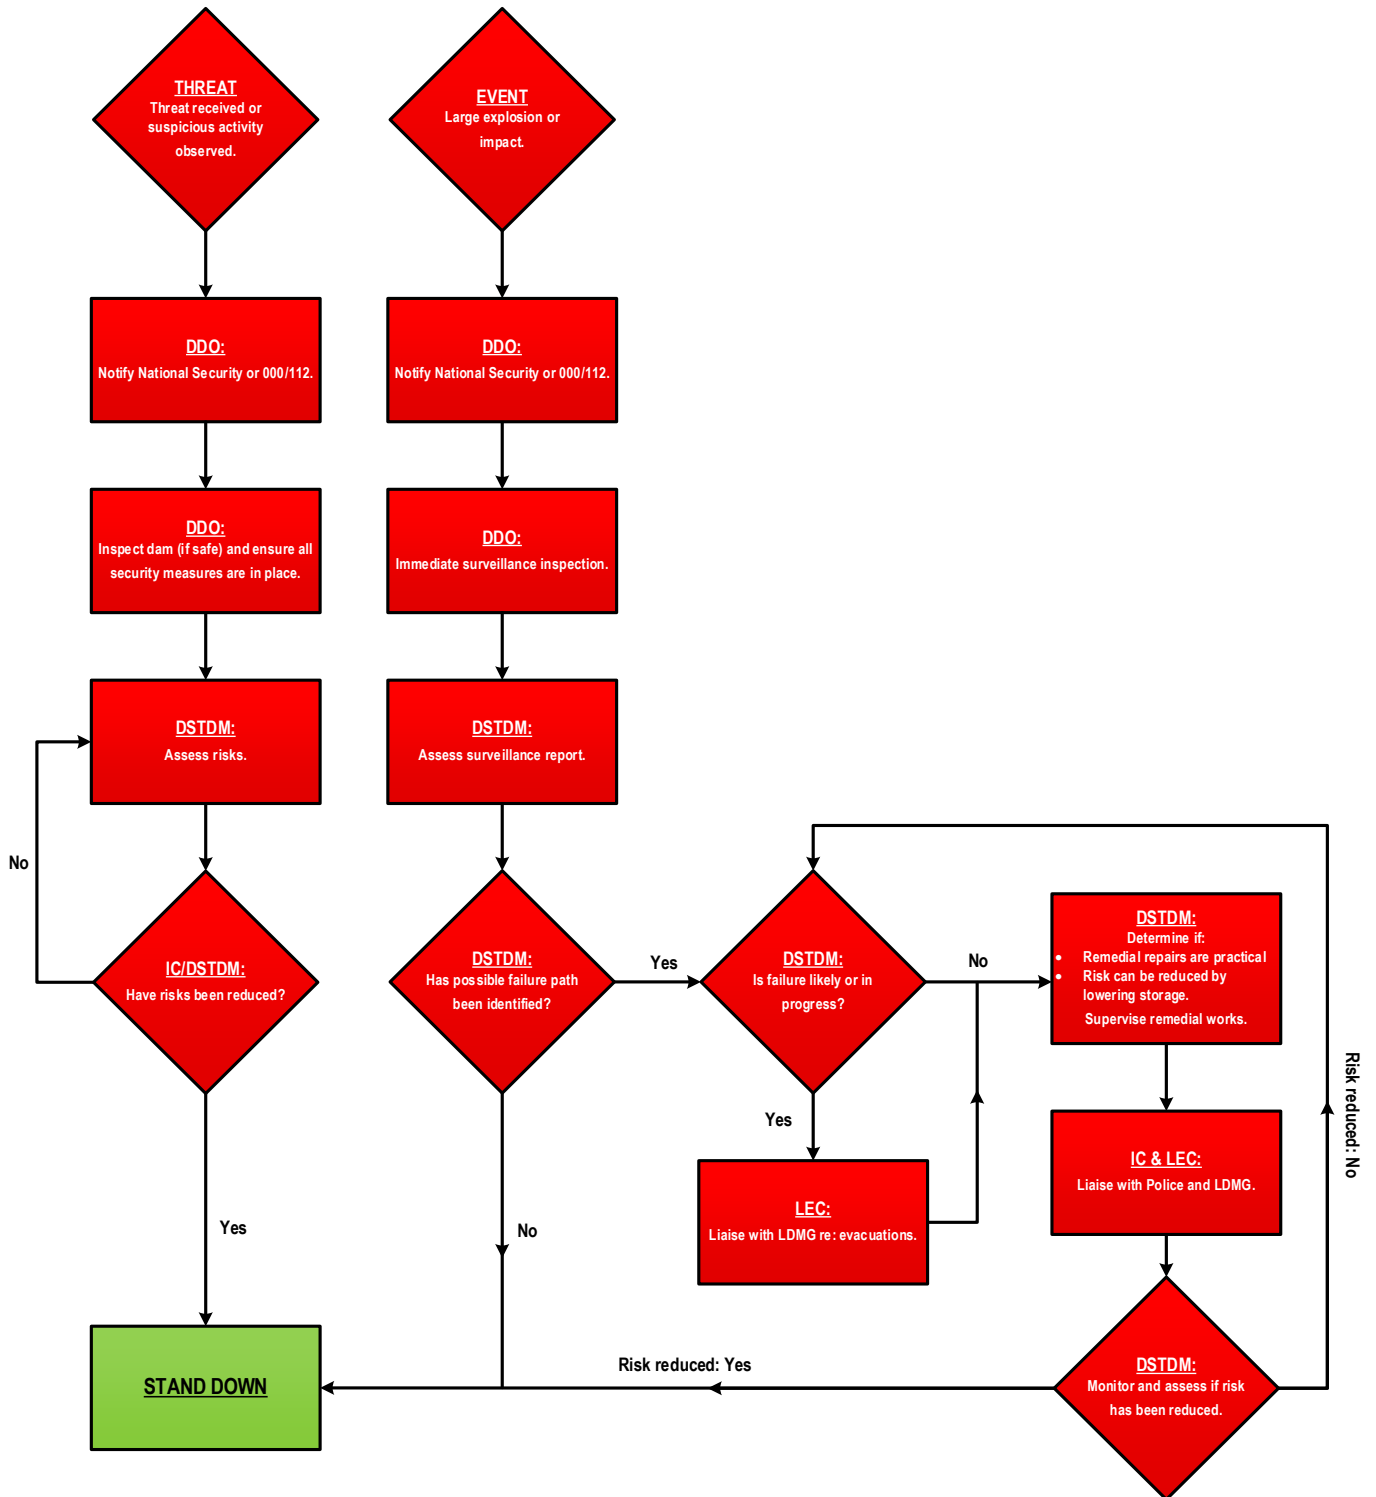 THREAT
Threat received or
suspicious activity
observed.
EVENT
Large explosion or
impact.
DDO:
Notify National Security or 000/112.
DDO:
Notify National Security or 000/112.
DDO:
Inspect dam (if safe) and ensure all
security measures are in place.
DDO:
Immediate surveillance inspection.
DSTDM:
Assess risks.
DSTDM:
Assess surveillance report.
No
IC/DSTDM:
Have risks been reduced?
DSTDM:
Has possible failure path
been identified?
Yes
DSTDM:
Is failure likely or in
progress?
No
DSTDM:
Determine if:
• Remedial repairs are practical
• Risk can be reduced by
lowering storage.
Supervise remedial works.
Risk reduced: No
Yes
IC & LEC:
Liaise with Police and LDMG.
LEC:
Liaise with LDMG re: evacuations.
Yes
No
Risk reduced: Yes
STAND DOWN
DSTDM:
Monitor and assess if risk
has been reduced.